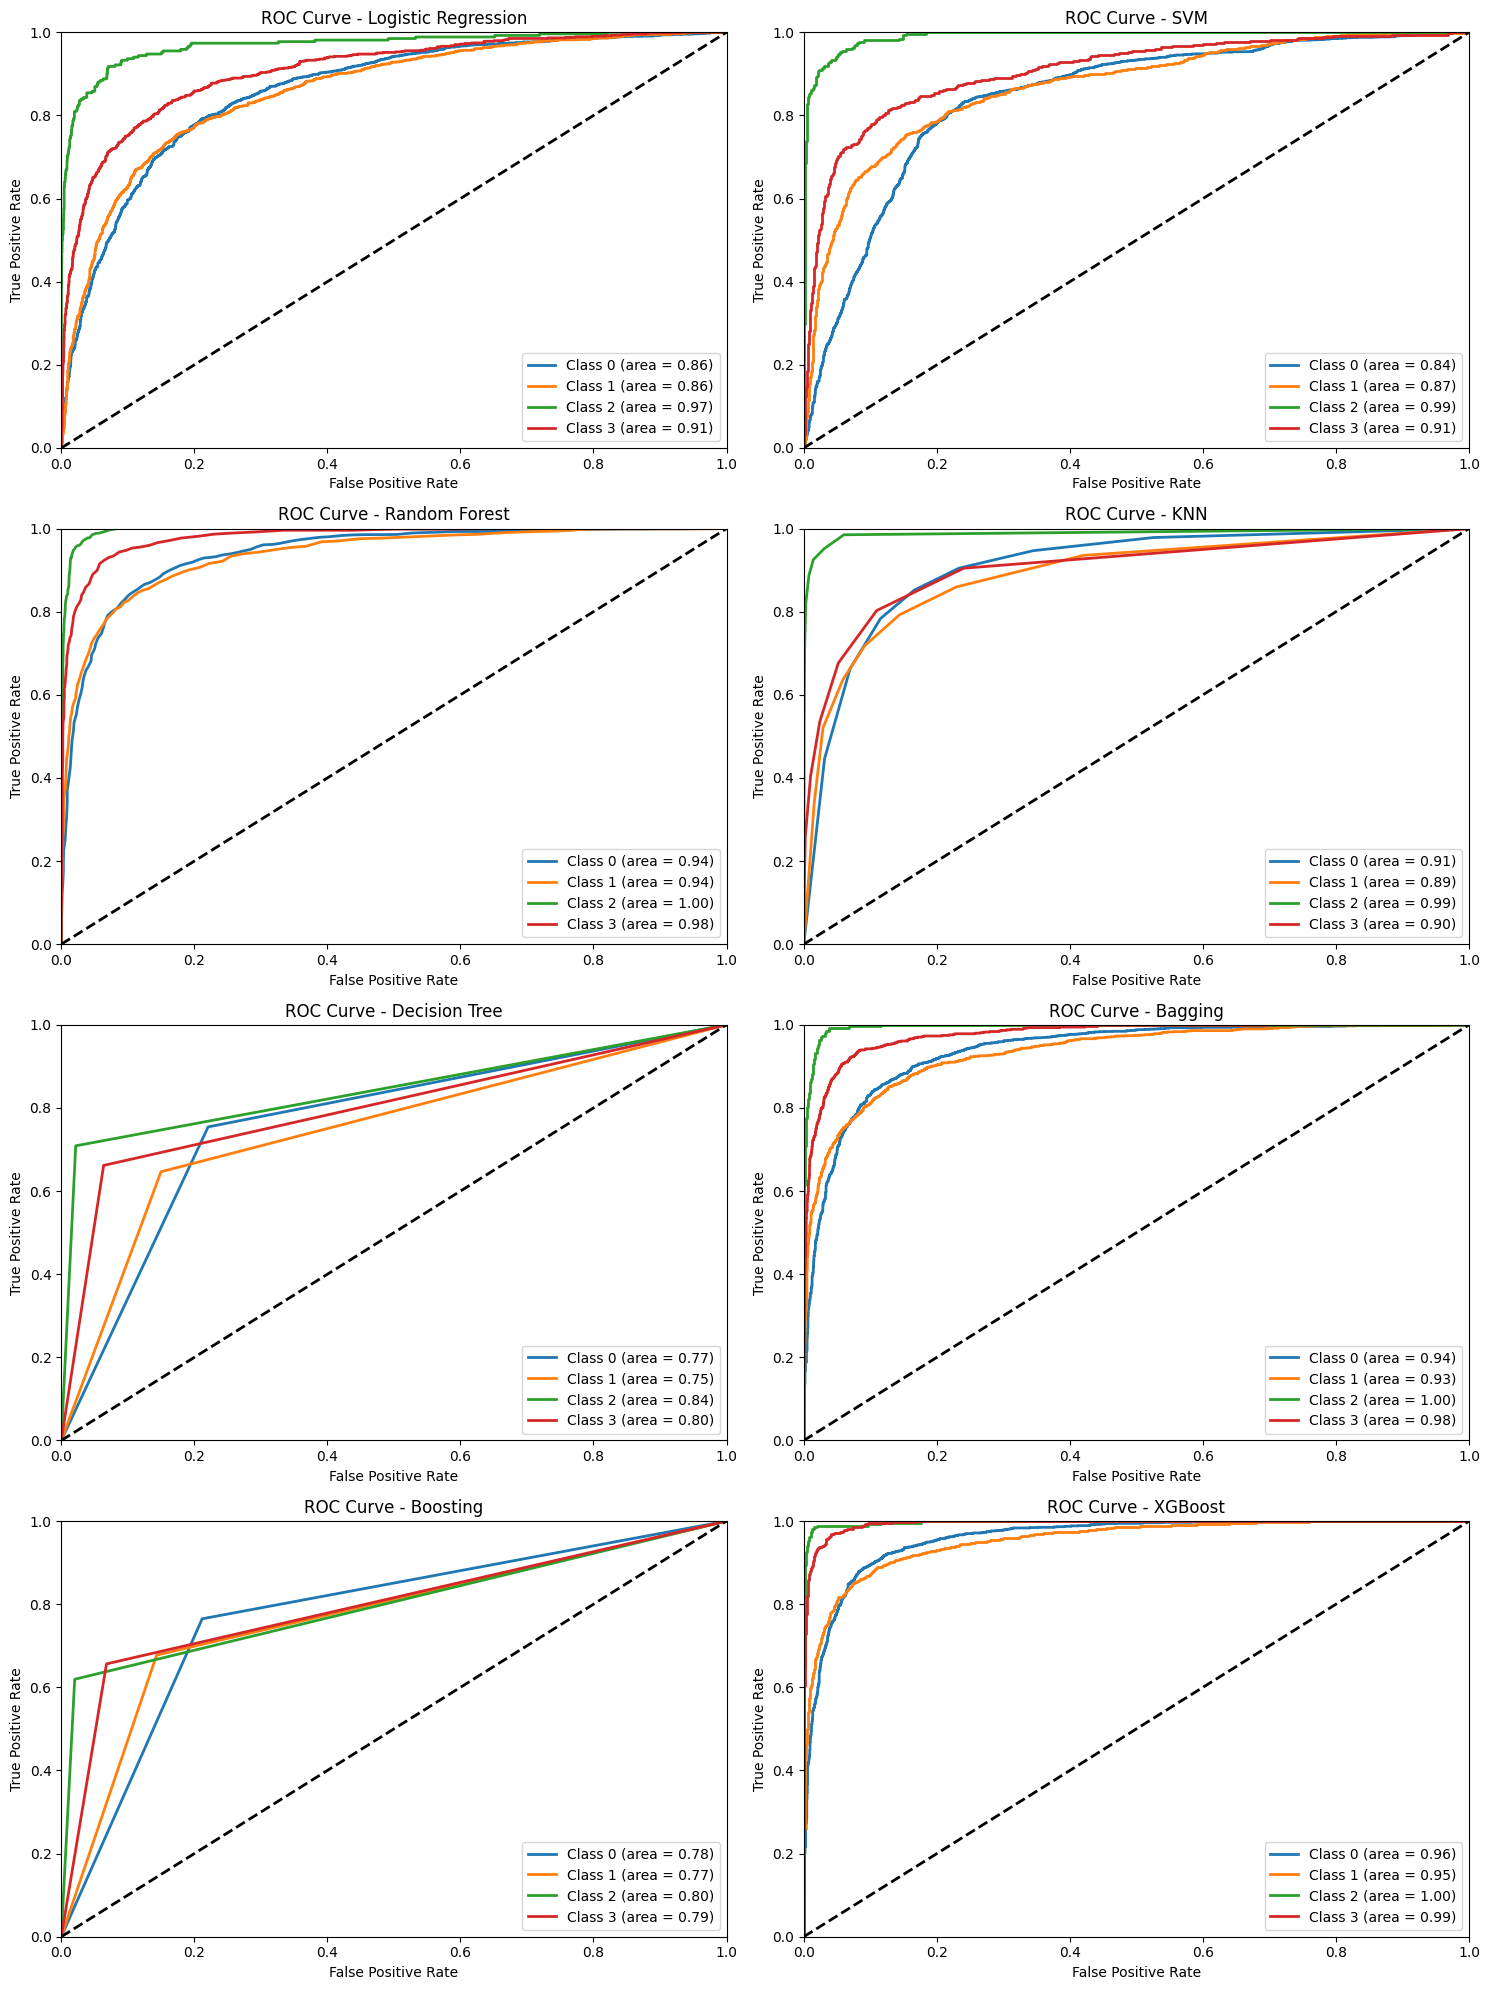 ROC Curve - Logistic Regression
1.0
0.8
0.6
0.4
0.2
0.0
True Positive Rate
Class 0 (area = 0.86)
Class 1 (area = 0.86)
Class 2 (area = 0.97)
Class 3 (area = 0.91)
0.0 0.2 0.4 0.6 0.8 1.0
False Positive Rate
ROC Curve - SVM
1.0
0.8
0.6
0.4
0.2
0.0
True Positive Rate
Class 0 (area = 0.84)
Class 1 (area = 0.87)
Class 2 (area = 0.99)
Class 3 (area = 0.91)
0.0 0.2 0.4 0.6 0.8 1.0
False Positive Rate
ROC Curve - Random Forest
1.0
0.8
0.6
0.4
0.2
0.0
True Positive Rate
Class 0 (area = 0.94)
Class 1 (area = 0.94)
Class 2 (area = 1.00)
Class 3 (area = 0.98)
0.0 0.2 0.4 0.6 0.8 1.0
False Positive Rate
ROC Curve - KNN
1.0
0.8
0.6
0.4
0.2
0.0
True Positive Rate
Class 0 (area = 0.91)
Class 1 (area = 0.89)
Class 2 (area = 0.99)
Class 3 (area = 0.90)
0.0 0.2 0.4 0.6 0.8 1.0
False Positive Rate
ROC Curve - Decision Tree
1.0
0.8
0.6
0.4
0.2
0.0
True Positive Rate
Class 0 (area = 0.77)
Class 1 (area = 0.75)
Class 2 (area = 0.84)
Class 3 (area = 0.80)
0.0 0.2 0.4 0.6 0.8 1.0
False Positive Rate
ROC Curve - Bagging
1.0
0.8
0.6
0.4
0.2
0.0
True Positive Rate
Class 0 (area = 0.94)
Class 1 (area = 0.93)
Class 2 (area = 1.00)
Class 3 (area = 0.98)
0.0 0.2 0.4 0.6 0.8 1.0
False Positive Rate
ROC Curve - Boosting
1.0
0.8
0.6
0.4
0.2
0.0
True Positive Rate
Class 0 (area = 0.78)
Class 1 (area = 0.77)
Class 2 (area = 0.80)
Class 3 (area = 0.79)
0.0 0.2 0.4 0.6 0.8 1.0
False Positive Rate
ROC Curve - XGBoost
1.0
0.8
0.6
0.4
0.2
0.0
True Positive Rate
Class 0 (area = 0.96)
Class 1 (area = 0.95)
Class 2 (area = 1.00)
Class 3 (area = 0.99)
0.0 0.2 0.4 0.6 0.8 1.0
False Positive Rate